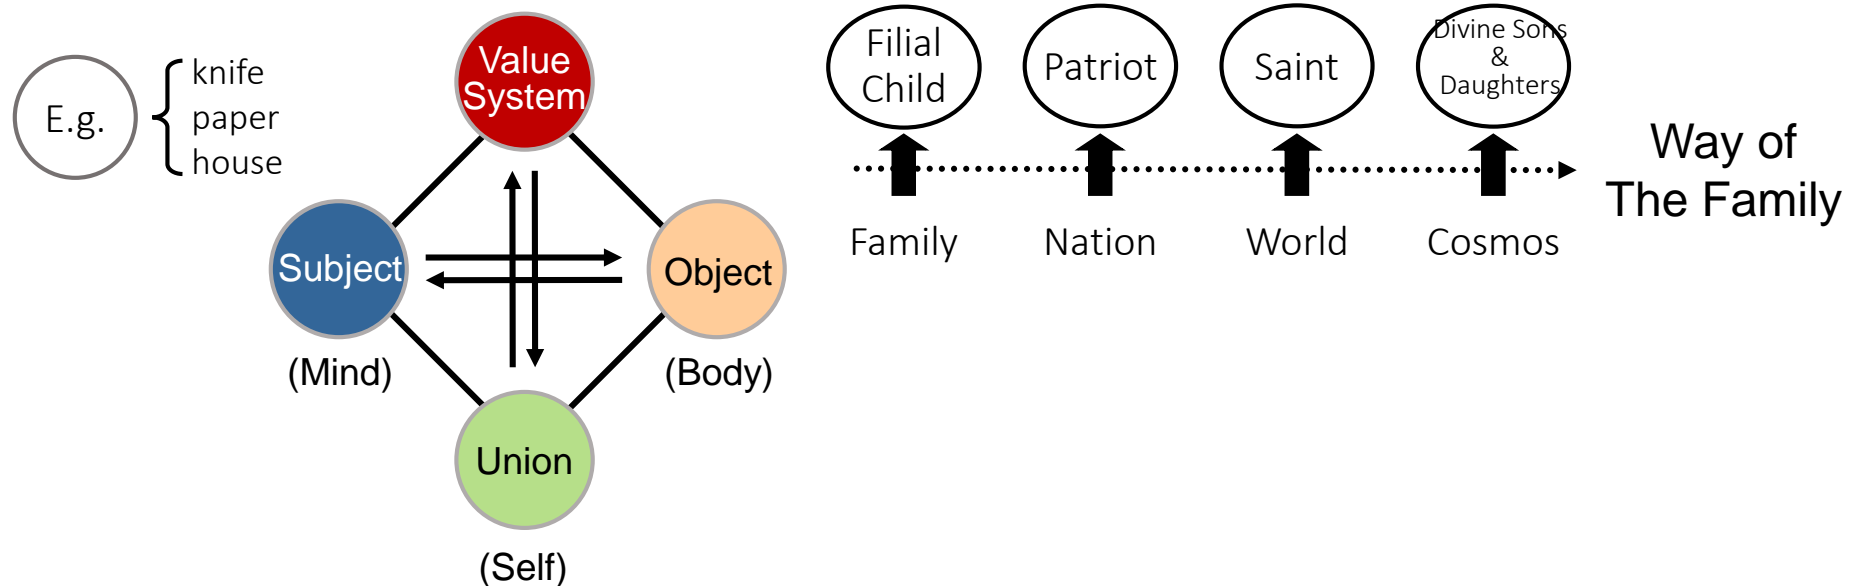 E.g.
knife
paper
house
Value
System
Subject
Object
(Mind)
(Body)
Union
(Self)
Filial
Child
Patriot
Saint
Divine Sons
&
Daughters
Family
Nation
World
Cosmos
Way of
The Family